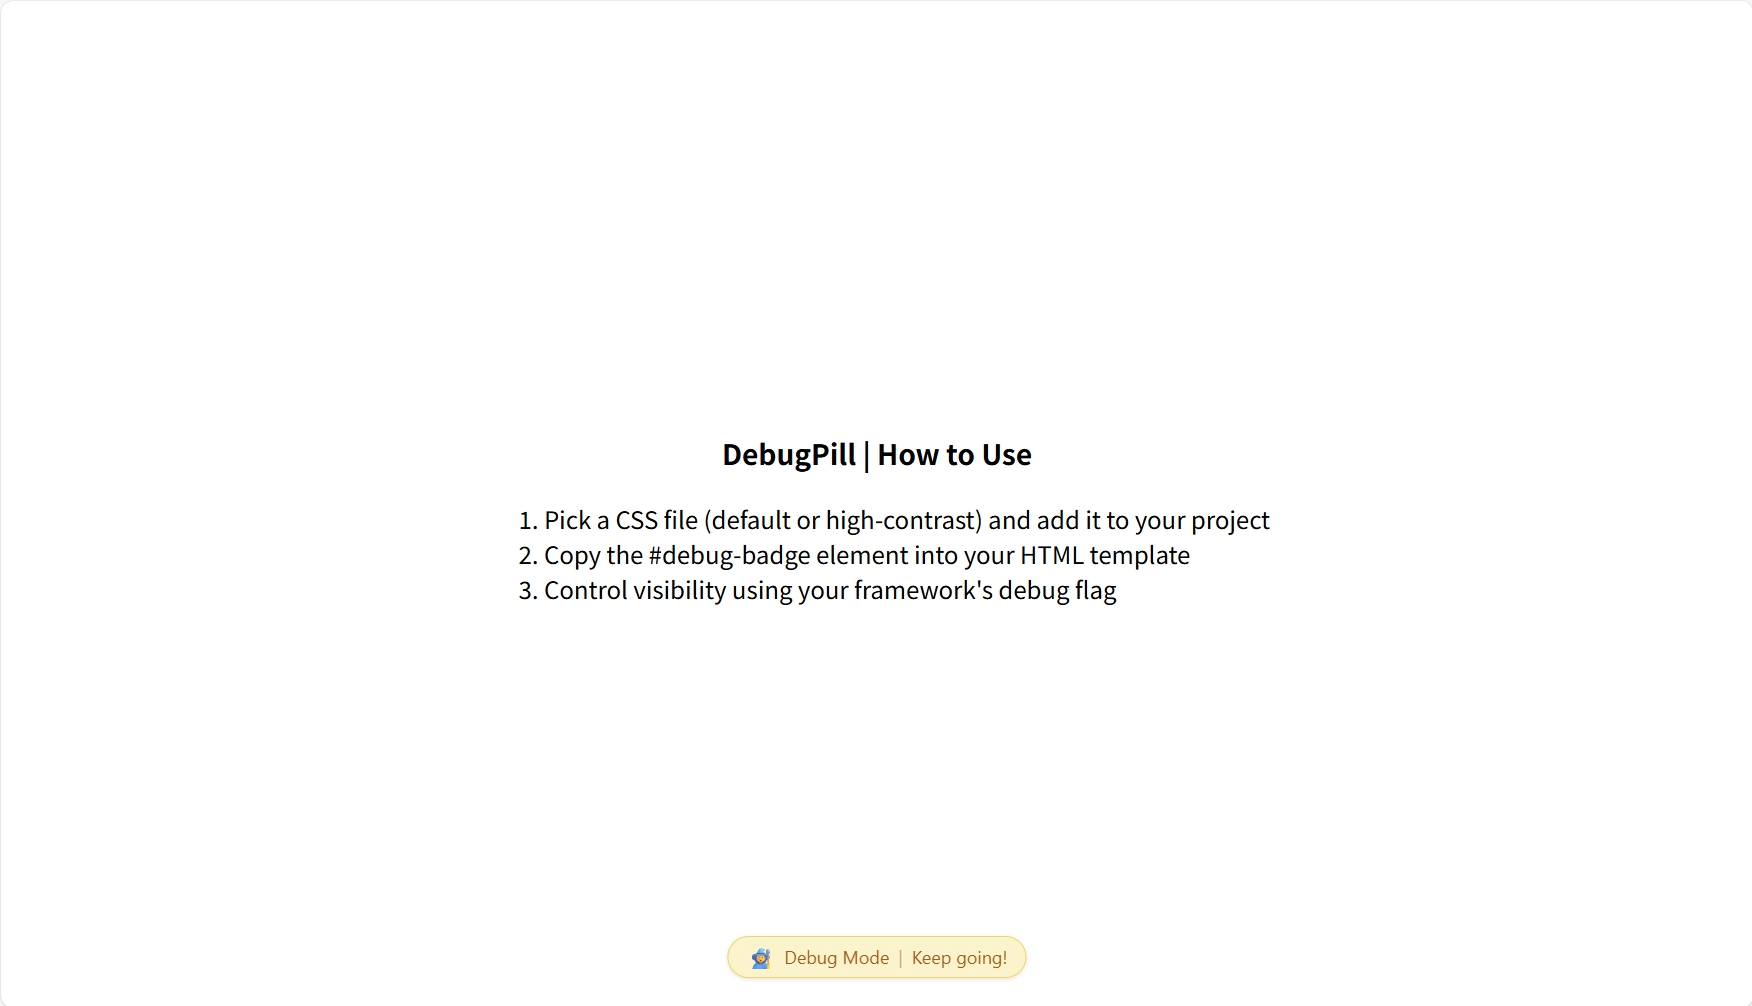 DebugPill | How to Use
1. Pick a CSS file (default or high-contrast) and add it to your project
2. Copy the #debug-badge element into your HTML template
3. Control visibility using your framework's debug flag
Debug Mode | Keep going!